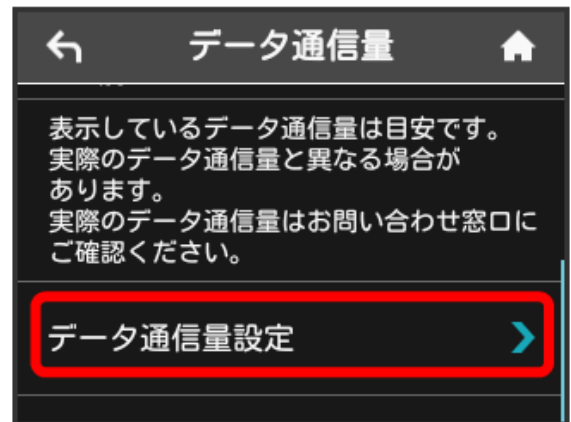 データ通信量
表示しているデータ通信量は目安です。
実際のデータ通信量と異なる場合が
あります。
実際のデータ通信量はお問い合わせ窓口に
ご確認ください。
データ通信量設定